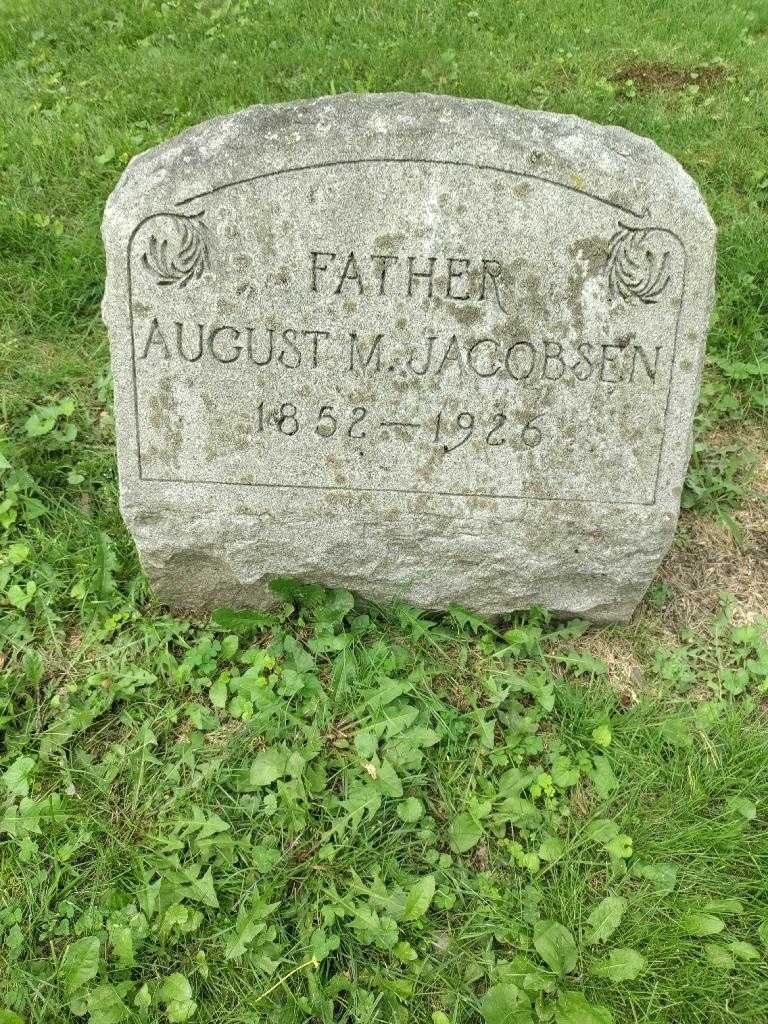 FATHER
AUGUST M. JACOBSEN
1852—1926